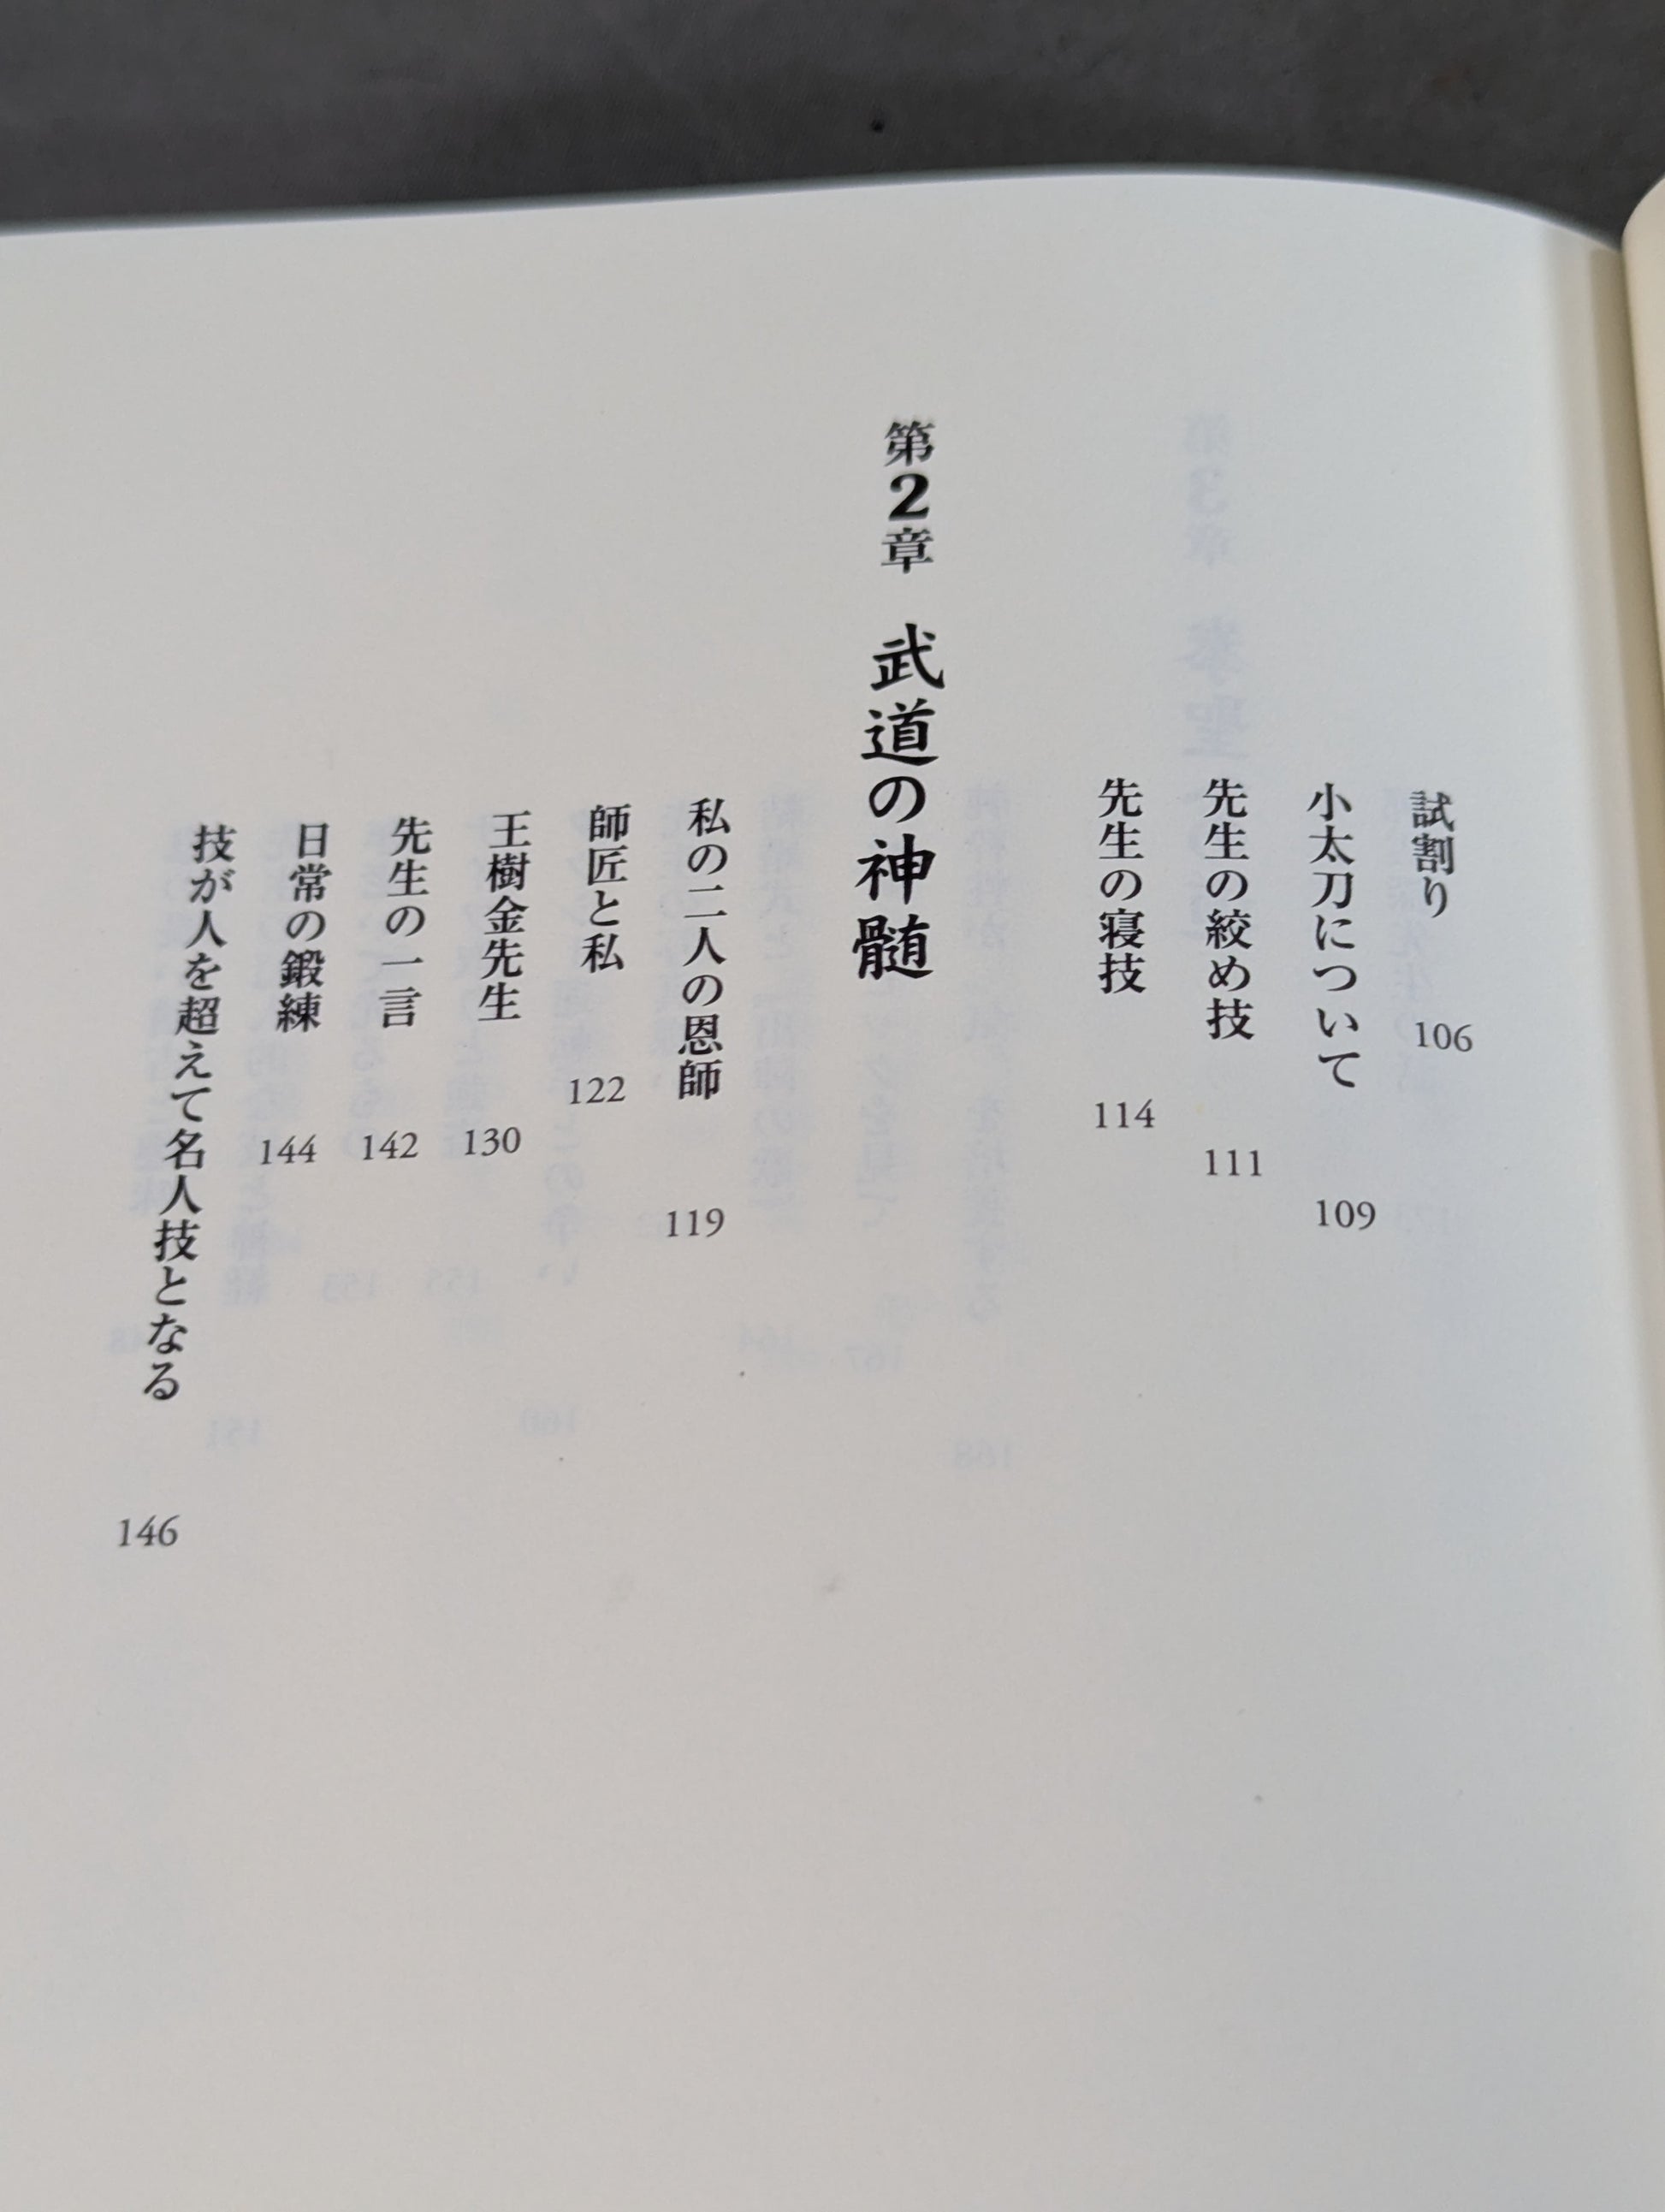 試割り 106
小太刀について 109
先生の絞め技 111
先生の寝技 114
第2章 武道の神髄
私の二人の恩師 119
師匠と私 122
王樹金先生 130
先生の一言 142
日常の鍛練 144
技が人を超えて名人技となる 146